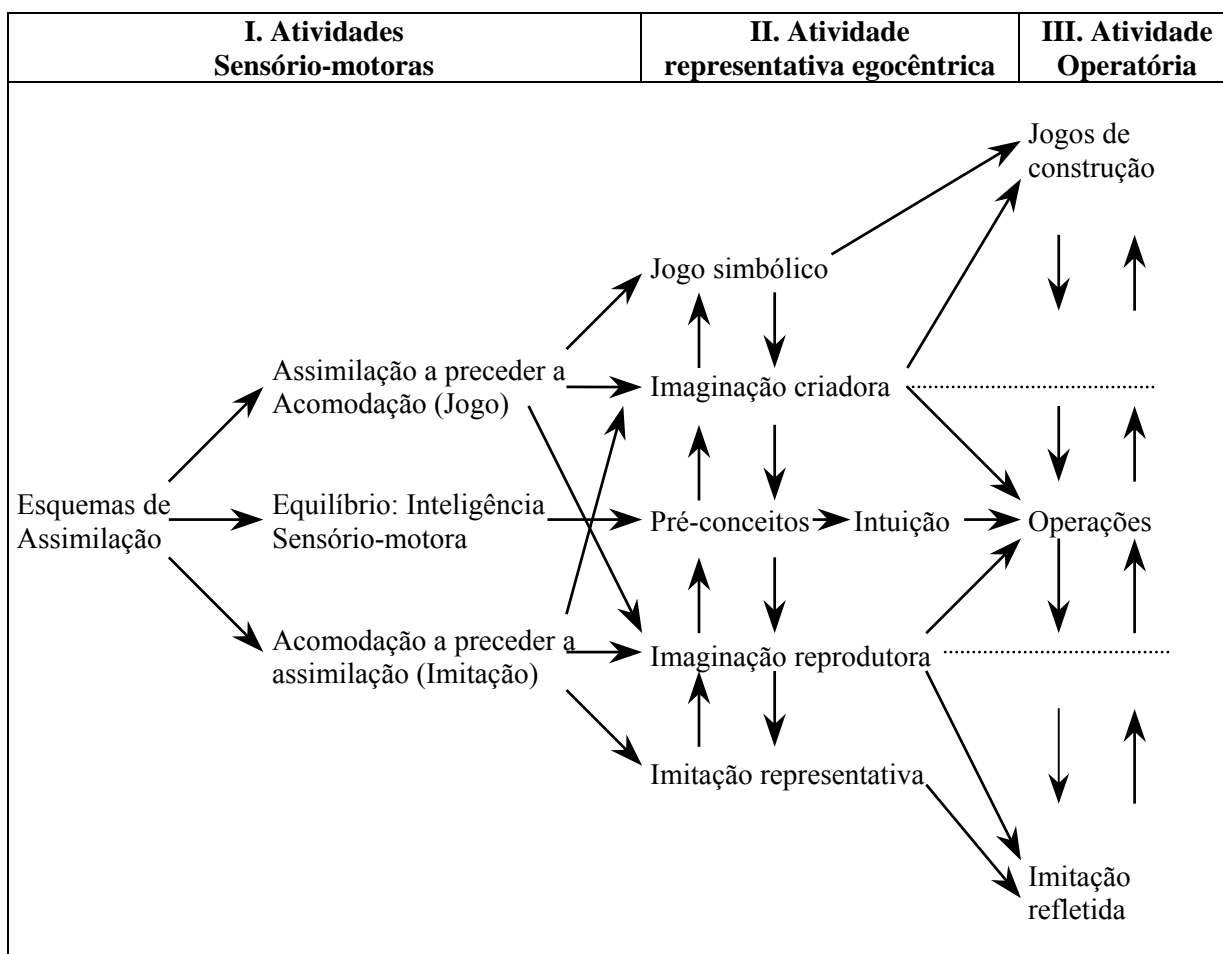 I. Atividades
Sensório-motoras
II. Atividade
representativa egocêntrica
III. Atividade
Operatória
Jogos de
construção
Jogo simbólico
Assimilação a preceder a
Acomodação (Jogo)
Imaginação criadora
Esquemas de
Assimilação
Equilíbrio: Inteligência
Sensório-motora
Pré-conceitos
Intuição
Operações
Acomodação a preceder a
assimilação (Imitação)
Imaginação reprodutora
Imitação representativa
Imitação
refletida